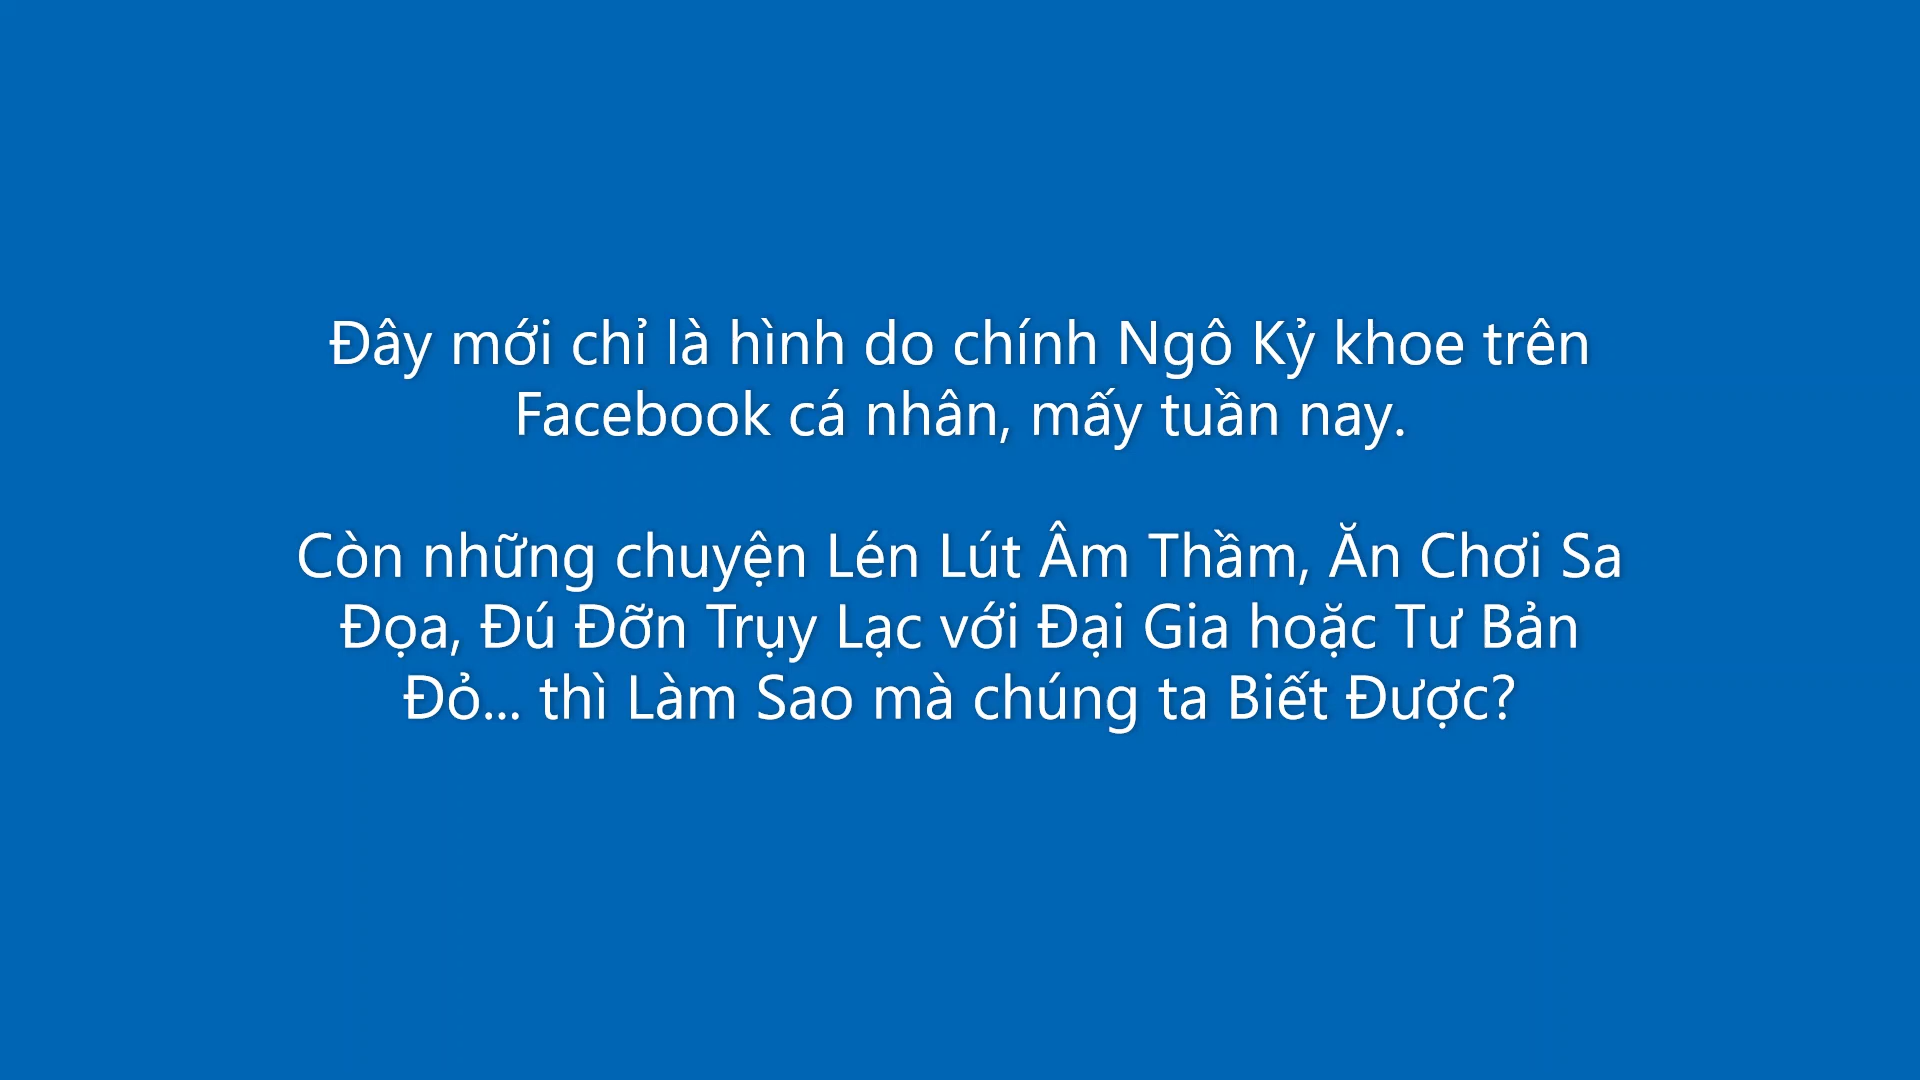 Đây mới chỉ là hình do chính Ngô Kỷ khoe trên
Facebook cá nhân, mấy tuần nay.
Còn những chuyện Lén Lút Âm Thầm, Ăn Chơi Sa
Đọa, Đú Đỡn Trụy Lạc với Đại Gia hoặc Tư Bản
Đỏ... thì Làm Sao mà chúng ta Biết Được?